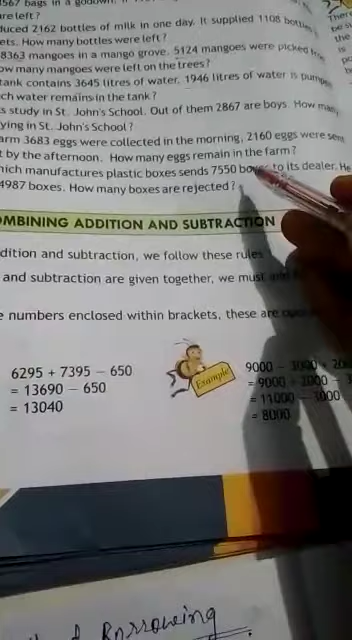 1567 bags in a godown.
are left?
duced 2162 bottles of milk in one day. It supplied 1108 bottles
ets. How many bottles were left?
8363 mangoes in a mango grove. 5124 mangoes were picked
ow many mangoes were left on the trees?
tank contains 3645 litres of water. 1946 litres of water is
ch water remains in the tank?
s study in St. John's School. Out of them 2867 are boys. How many
ying in St. John's School?
arm 3683 eggs were collected in the morning, 2160 eggs were sent
t by the afternoon. How many eggs remain in the farm?
hich manufactures plastic boxes sends 7550 boxes to its dealer. He
4987 boxes. How many boxes are rejected?
OMBINING ADDITION AND SUBTRACTION
dition and subtraction, we follow these rules
and subtraction are given together, we must
e numbers enclosed within brackets, these are
6295 + 7395 − 650
= 13690 − 650
= 13040
Example
9000 − 3000 + 200
= 9000 + 2000 −
= 11000 − 3000
= 8000
Borrowing